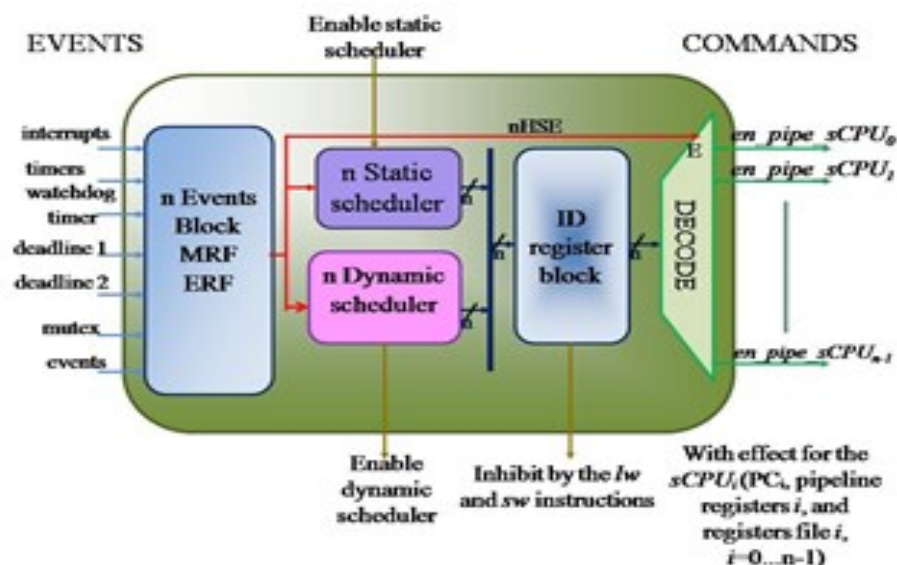 EVENTS
Enable static
scheduler
COMMANDS
interrupts
timers
watchdog
timer
deadline 1
deadline 2
mutex
events
n Events
Block
MRF
ERF
nHSE
n Static
scheduler
n
n Dynamic
scheduler
n
n
ID
register
block
n
E
DECODE
en_pipe_sCPU₀
en_pipe_sCPU₁
en_pipe_sCPUₙ₋₁
Enable
dynamic
scheduler
Inhibit by the lw
and sw instructions
With effect for the
sCPUᵢ (PCᵢ, pipeline
registers i, and
registers file i,
i=0...n-1)